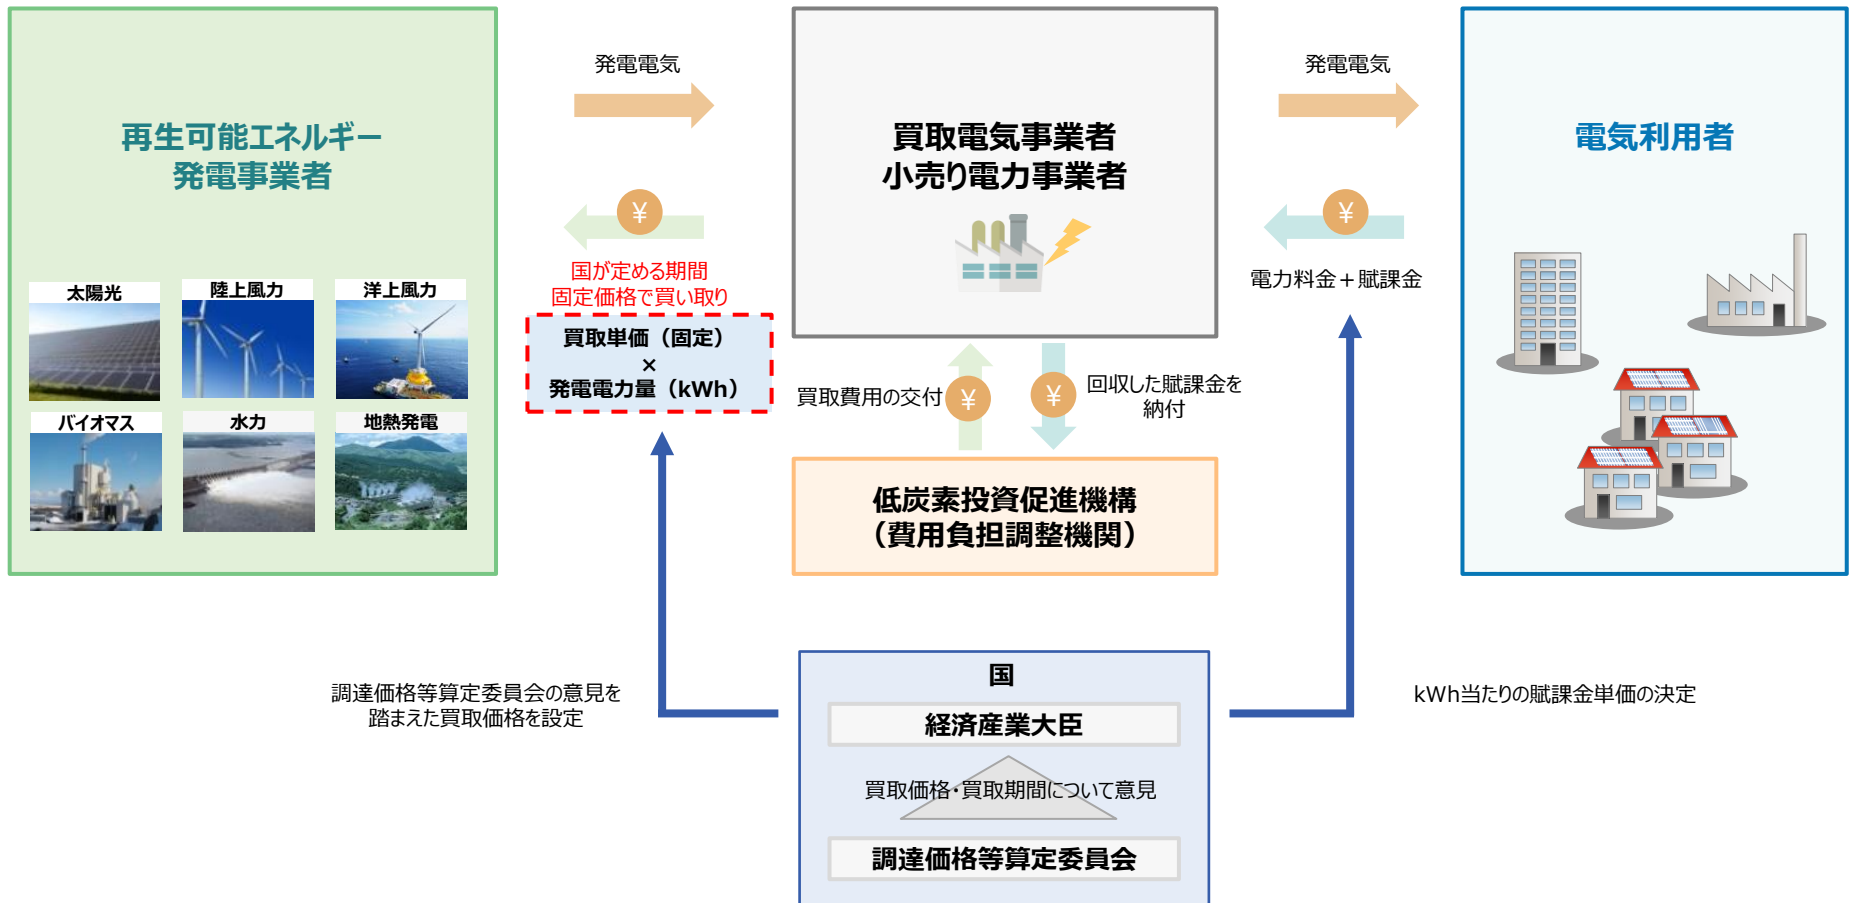 再生可能エネルギー
発電事業者
太陽光
陸上風力
洋上風力
バイオマス
水力
地熱発電
発電電気
¥
国が定める期間
固定価格で買い取り
買取単価（固定）
×
発電電力量（kWh）
買取電気事業者
小売り電力事業者
発電電気
¥
電力料金＋賦課金
電気利用者
買取費用の交付
¥
¥
回収した賦課金を
納付
低炭素投資促進機構
（費用負担調整機関）
調達価格等算定委員会の意見を
踏まえた買取価格を設定
国
経済産業大臣
買取価格・買取期間について意見
調達価格等算定委員会
kWh当たりの賦課金単価の決定